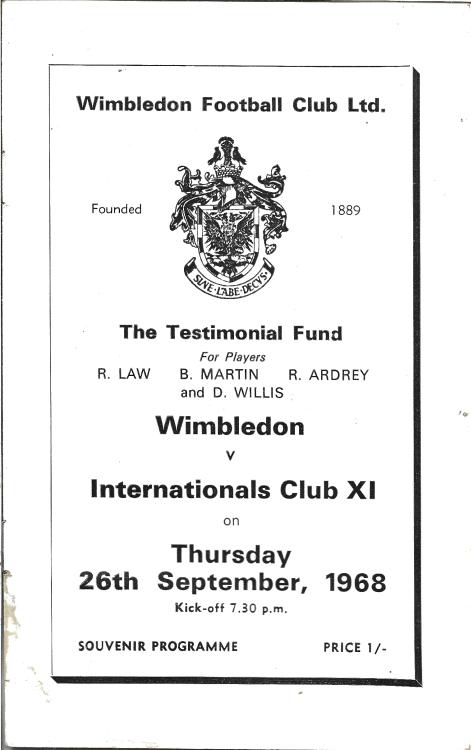 Wimbledon Football Club Ltd.
Founded 1889
SINE·LABE·DECVS·
The Testimonial Fund
For Players
R. LAW B. MARTIN R. ARDREY
and D. WILLIS
Wimbledon
v
Internationals Club XI
on
Thursday
26th September, 1968
Kick-off 7.30 p.m.
SOUVENIR PROGRAMME PRICE 1/-